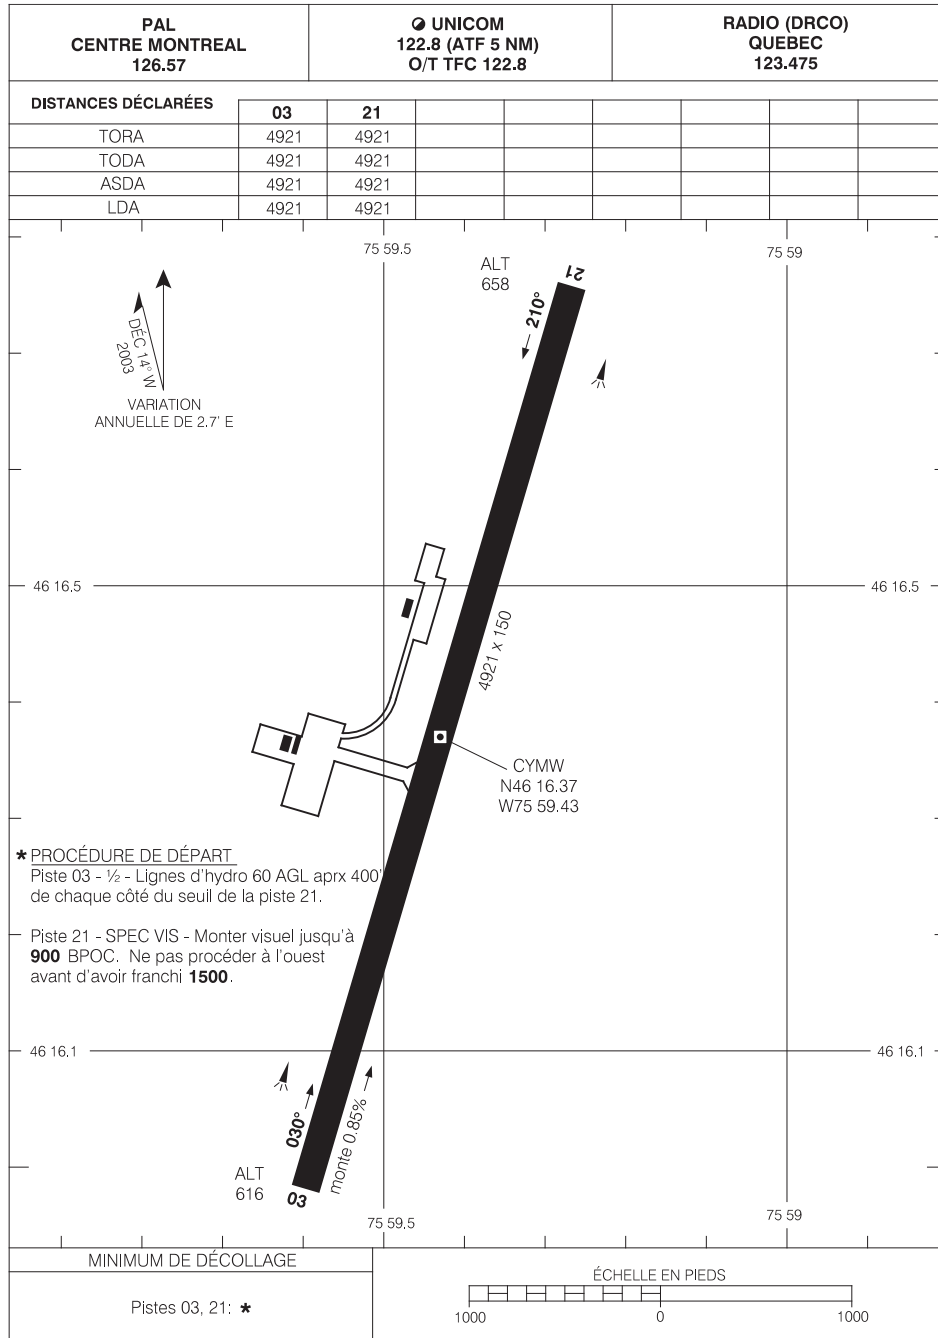 PAL
CENTRE MONTREAL
126.57
UNICOM
122.8 (ATF 5 NM)
O/T TFC 122.8
RADIO (DRCO)
QUEBEC
123.475
DISTANCES DÉCLARÉES
03 21
TORA 4921 4921
TODA 4921 4921
ASDA 4921 4921
LDA 4921 4921
75 59.5
75 59
ALT
658
21
210°
DÉC 14° W
2003
VARIATION
ANNUELLE DE 2.7' E
46 16.5
46 16.5
4921 x 150
CYMW
N46 16.37
W75 59.43
* PROCÉDURE DE DÉPART
Piste 03 - ½ - Lignes d'hydro 60 AGL aprx 400'
de chaque côté du seuil de la piste 21.
Piste 21 - SPEC VIS - Monter visuel jusqu'à
900 BPOC. Ne pas procéder à l'ouest
avant d'avoir franchi 1500.
46 16.1
46 16.1
030°
monte 0.85%
ALT
616
03
75 59.5
75 59
MINIMUM DE DÉCOLLAGE
Pistes 03, 21: *
ÉCHELLE EN PIEDS
1000 0 1000